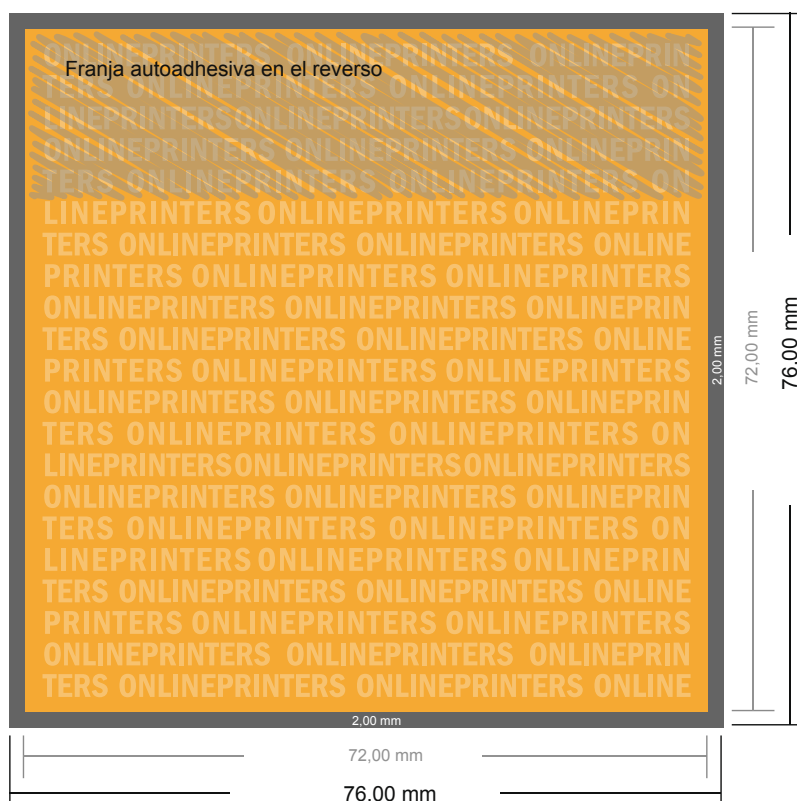 ONLINEPRINTERS ONLINEPRIN
Franja autoadhesiva en el reverso
TERS ONLINEPRINTERS ONLINEPRINTERS ON
LINEPRINTERS ONLINEPRINTERS ONLINEPRINTERS
ONLINEPRINTERS ONLINEPRINTERS ONLINEPRIN
TERS ONLINEPRINTERS ONLINEPRINTERS ON
LINEPRINTERS ONLINEPRINTERS ONLINEPRIN
TERS ONLINEPRINTERS ONLINEPRINTERS ONLINE
PRINTERS ONLINEPRINTERS ONLINEPRINTERS
ONLINEPRINTERS ONLINEPRINTERS ONLINEPRIN
TERS ONLINEPRINTERS ONLINEPRINTERS ONLINE
PRINTERS ONLINEPRINTERS ONLINEPRINTERS
ONLINEPRINTERS ONLINEPRINTERS ONLINEPRIN
TERS ONLINEPRINTERS ONLINEPRINTERS ON
LINEPRINTERS ONLINEPRINTERS ONLINEPRINTERS
ONLINEPRINTERS ONLINEPRINTERS ONLINEPRIN
TERS ONLINEPRINTERS ONLINEPRINTERS ON
LINEPRINTERS ONLINEPRINTERS ONLINEPRIN
TERS ONLINEPRINTERS ONLINEPRINTERS ONLINE
PRINTERS ONLINEPRINTERS ONLINEPRINTERS
ONLINEPRINTERS ONLINEPRINTERS ONLINEPRIN
TERS ONLINEPRINTERS ONLINEPRINTERS ONLINE
2,00 mm
72,00 mm
76,00 mm
2,00 mm
72,00 mm
76,00 mm